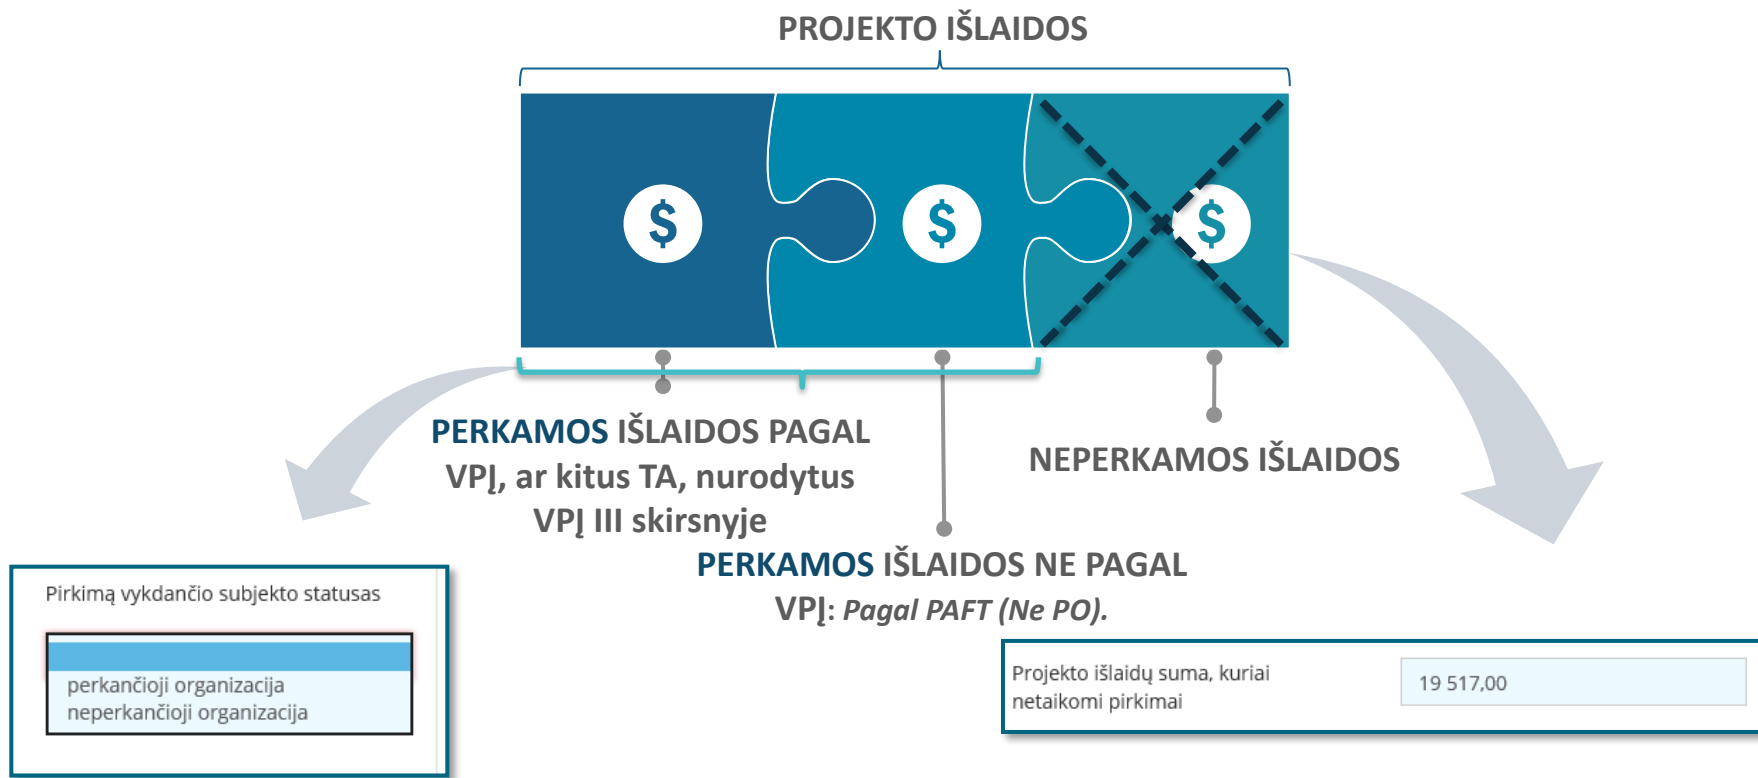 PROJEKTO IŠLAIDOS
$
$
$
PERKAMOS IŠLAIDOS PAGAL
VPĮ, ar kitus TA, nurodytus
VPĮ III skirsnyje
NEPERKAMOS IŠLAIDOS
PERKAMOS IŠLAIDOS NE PAGAL
VPĮ: Pagal PAFT (Ne PO).
Pirkimą vykdančio subjekto statusas
perkančioji organizacija
neperkančioji organizacija
Projekto išlaidų suma, kuriai
netaikomi pirkimai
19 517,00